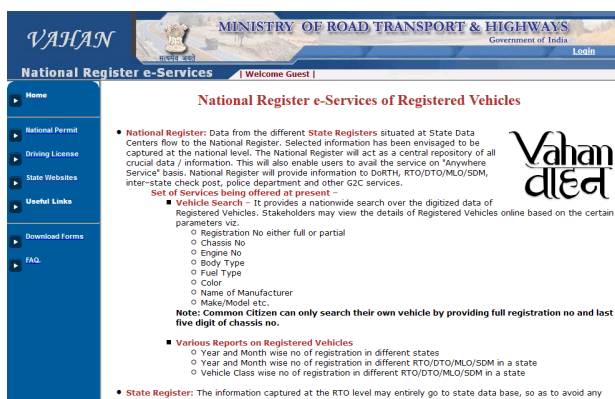 VAHAN
सत्यमेव जयते
MINISTRY OF ROAD TRANSPORT & HIGHWAYS
Government of India
Login
National Register e-Services
| Welcome Guest |
Home
National Permit
Driving License
State Websites
Useful Links
Download Forms
FAQ.
National Register e-Services of Registered Vehicles
Vahan
वाहन
National Register: Data from the different State Registers situated at State Data
Centers flow to the National Register. Selected information has been envisaged to be
captured at the national level. The National Register will act as a central repository of all
crucial data / information. This will also enable users to avail the service on "Anywhere
Service" basis. National Register will provide information to DoRTH, RTO/DTO/MLO/SDM,
inter-state check post, police department and other G2C services.
Set of Services being offered at present –
Vehicle Search – It provides a nationwide search over the digitized data of
Registered Vehicles. Stakeholders may view the details of Registered Vehicles online based on the certain
parameters viz.
Registration No either full or partial
Chassis No
Engine No
Body Type
Fuel Type
Color
Name of Manufacturer
Make/Model etc.
Note: Common Citizen can only search their own vehicle by providing full registration no and last
five digit of chassis no.
Various Reports on Registered Vehicles
Year and Month wise no of registration in different states
Year and Month wise no of registration in different RTO/DTO/MLO/SDM in a state
Vehicle Class wise no of registration in different RTO/DTO/MLO/SDM in a state
State Register: The information captured at the RTO level may entirely go to state data base, so as to avoid any